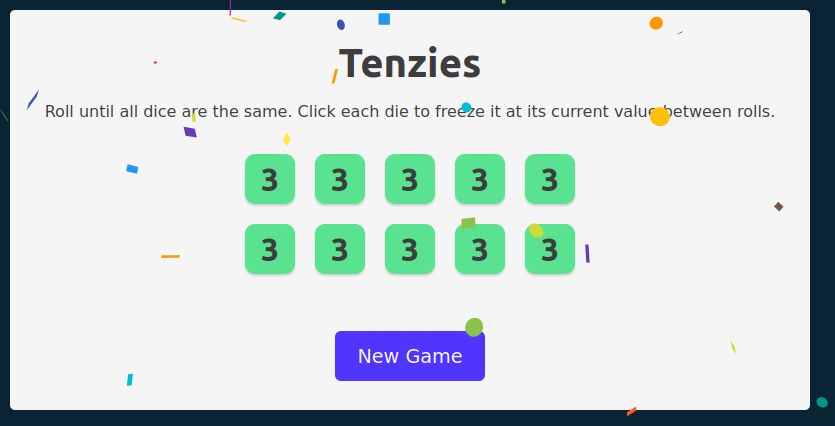 Tenzies
Roll until all dice are the same. Click each die to freeze it at its current value between rolls.
3 3 3 3 3
3 3 3 3 3
New Game